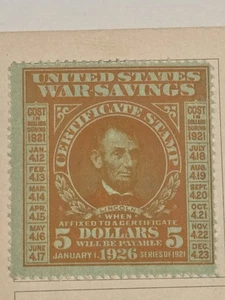 UNITED STATES
WAR-SAVINGS
CERTIFICATE STAMP
COST IN
DOLLARS
DURING
1921
JAN.
4.12
FEB.
4.13
MAR.
4.14
APR.
4.15
MAY
4.16
JUNE
4.17
COST IN
DOLLARS
DURING
1921
JULY
4.18
AUG.
4.19
SEPT.
4.20
OCT.
4.21
NOV.
4.22
DEC.
4.23
LINCOLN
WHEN
AFFIXED TO A CERTIFICATE
5 DOLLARS 5
WILL BE PAYABLE
JANUARY 1, 1926 SERIES OF 1921